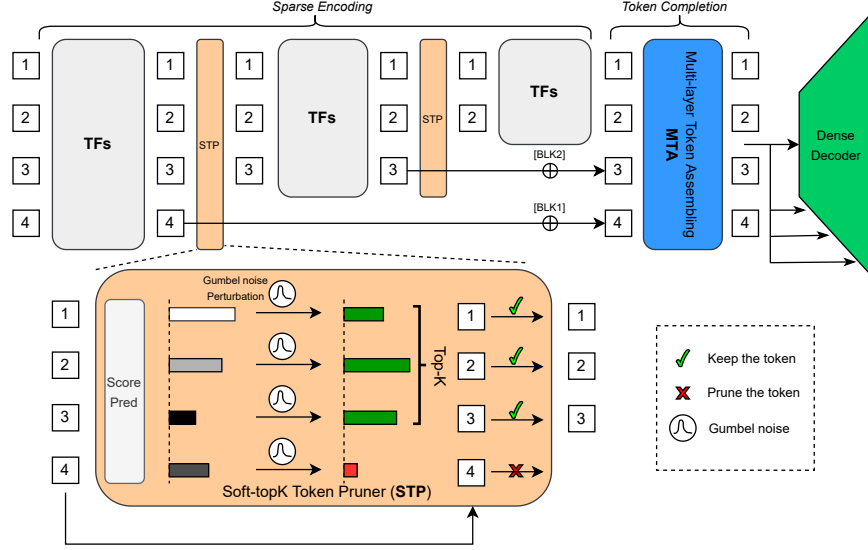 Sparse Encoding
Token Completion
1 1 1 1 1 1 1
2 2 2 2 2 2 2
3 3 3 3 3 3
4 4 4 4
TFs
STP
TFs
STP
TFs
[BLK2]
[BLK1]
Multi-layer Token Assembling
MTA
Dense
Decoder
Gumbel noise
Perturbation
1
2
3
4
Score
Pred
Top-K
1
2
3
4
1
2
3
Soft-topK Token Pruner (STP)
Keep the token
Prune the token
Gumbel noise